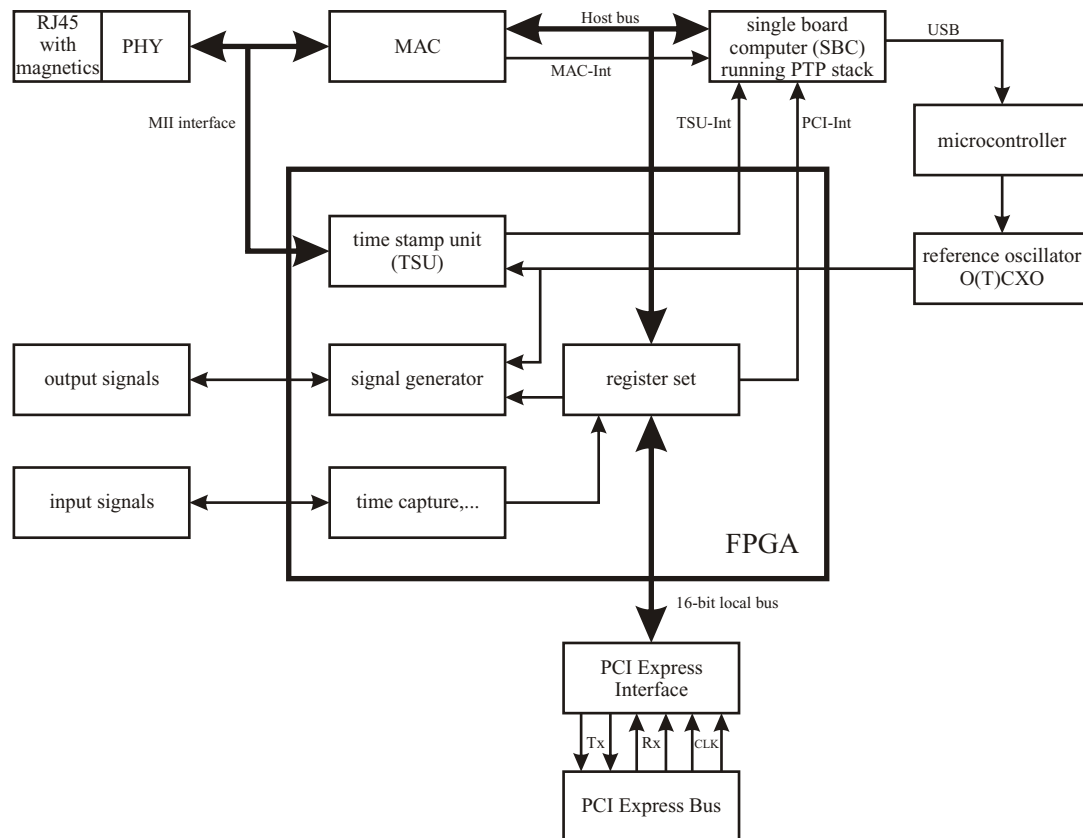 RJ45
with
magnetics
PHY
MAC
Host bus
MAC-Int
single board
computer (SBC)
running PTP stack
USB
MII interface
TSU-Int
PCI-Int
microcontroller
time stamp unit
(TSU)
reference oscillator
O(T)CXO
output signals
signal generator
register set
input signals
time capture,...
FPGA
16-bit local bus
PCI Express
Interface
Tx
Rx
CLK
PCI Express Bus